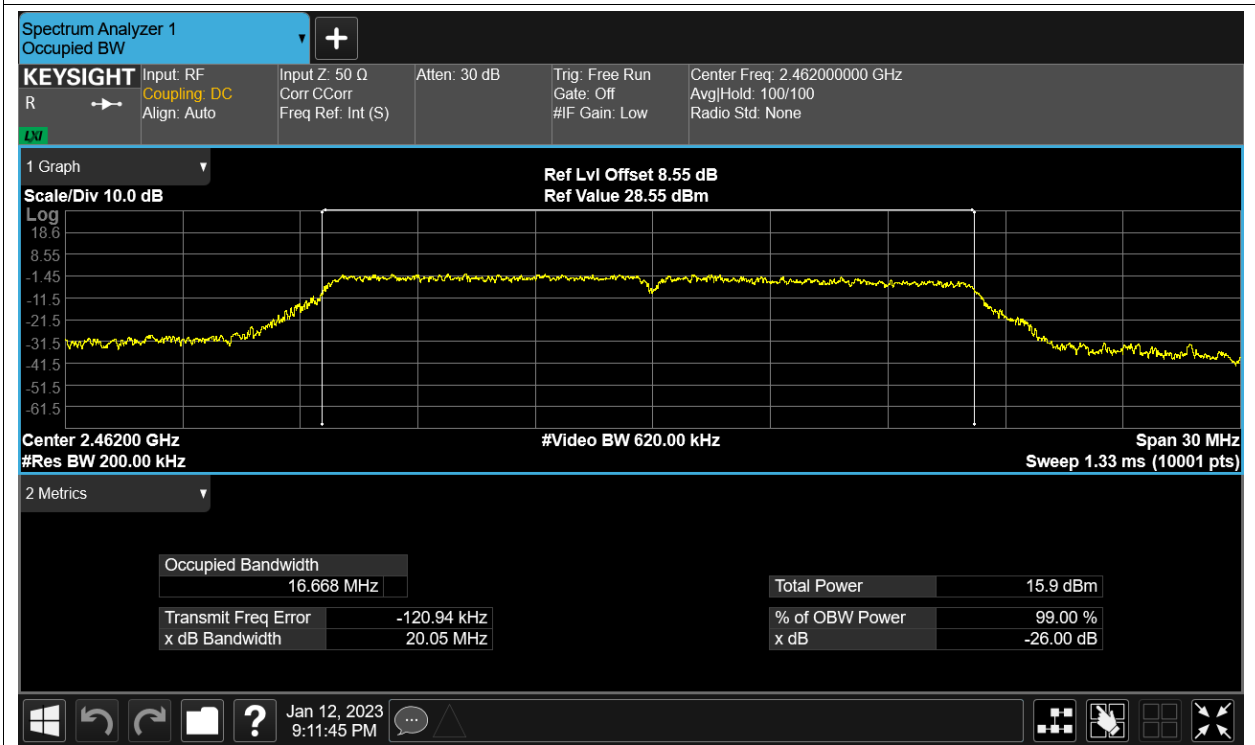 Spectrum Analyzer 1
Occupied BW
KEYSIGHT
R
LXI
Input: RF
Coupling: DC
Align: Auto
Input Z: 50 Ω
Corr CCorr
Freq Ref: Int (S)
Atten: 30 dB
Trig: Free Run
Gate: Off
#IF Gain: Low
Center Freq: 2.462000000 GHz
Avg|Hold: 100/100
Radio Std: None
1 Graph
Scale/Div 10.0 dB
Ref Lvl Offset 8.55 dB
Ref Value 28.55 dBm
Log
18.6
8.55
-1.45
-11.5
-21.5
-31.5
-41.5
-51.5
-61.5
Center 2.46200 GHz
#Video BW 620.00 kHz
Span 30 MHz
#Res BW 200.00 kHz
Sweep 1.33 ms (10001 pts)
2 Metrics
Occupied Bandwidth
16.668 MHz
Total Power 15.9 dBm
Transmit Freq Error -120.94 kHz
% of OBW Power 99.00 %
x dB Bandwidth 20.05 MHz
x dB -26.00 dB
?
Jan 12, 2023
9:11:45 PM